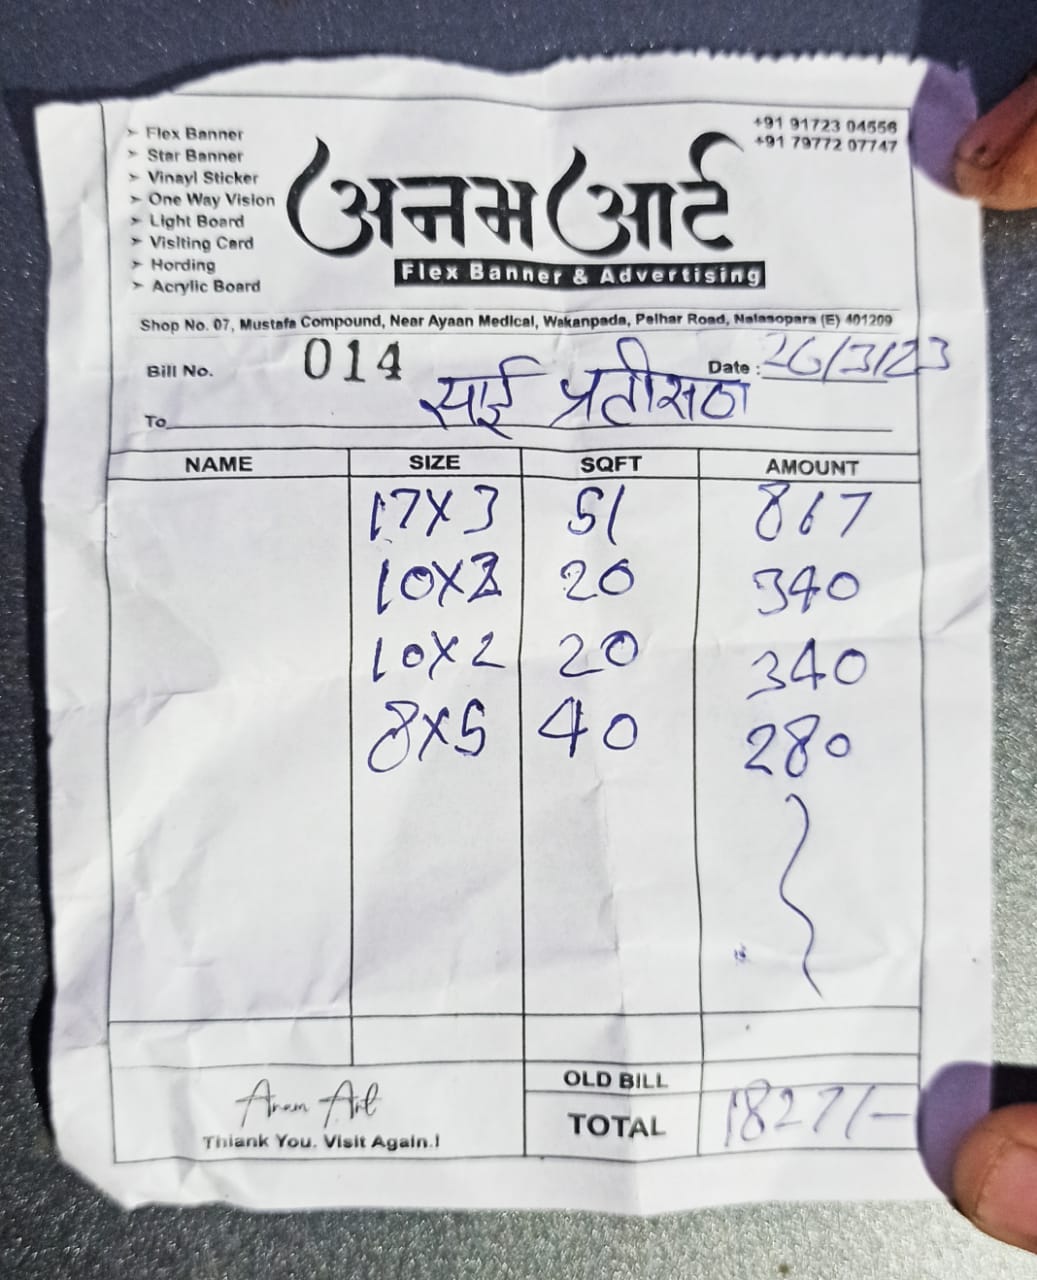 ➢ Flex Banner
➢ Star Banner
➢ Vinayl Sticker
➢ One Way Vision
➢ Light Board
➢ Visiting Card
➢ Hording
➢ Acrylic Board
+91 91723 04556
+91 79772 07747
अनम आर्ट
Flex Banner & Advertising
Shop No. 07, Mustafa Compound, Near Ayaan Medical, Wakanpada, Pelhar Road, Nalasopara (E) 401209
Bill No. 014 Date : 26/3/23
To साई प्रतीसठा
NAME SIZE SQFT AMOUNT
17X3 51 867
10X2 20 340
10X2 20 340
8X5 40 280
OLD BILL
TOTAL 1827/-
Anam Art
Thiank You. Visit Again.!